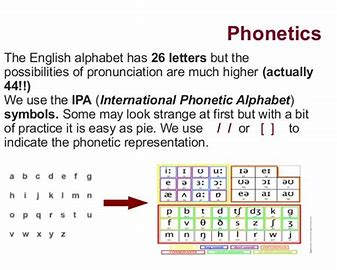 Phonetics
The English alphabet has 26 letters but the
possibilities of pronunciation are much higher (actually
44!!)
We use the IPA (International Phonetic Alphabet)
symbols. Some may look strange at first but with a bit
of practice it is easy as pie. We use / / or [ ] to
indicate the phonetic representation.
a b c d e f g
h i j k l m n
o p q r s t u
v w x y z
iː ɪ ʊ uː ɪə eɪ
e ə ɜː ɔː ʊə ɔɪ əʊ
æ ʌ ɑː ɒ eə aɪ aʊ
p b t d tʃ dʒ k g
f v θ ð s z ʃ ʒ
m n ŋ h l r w j